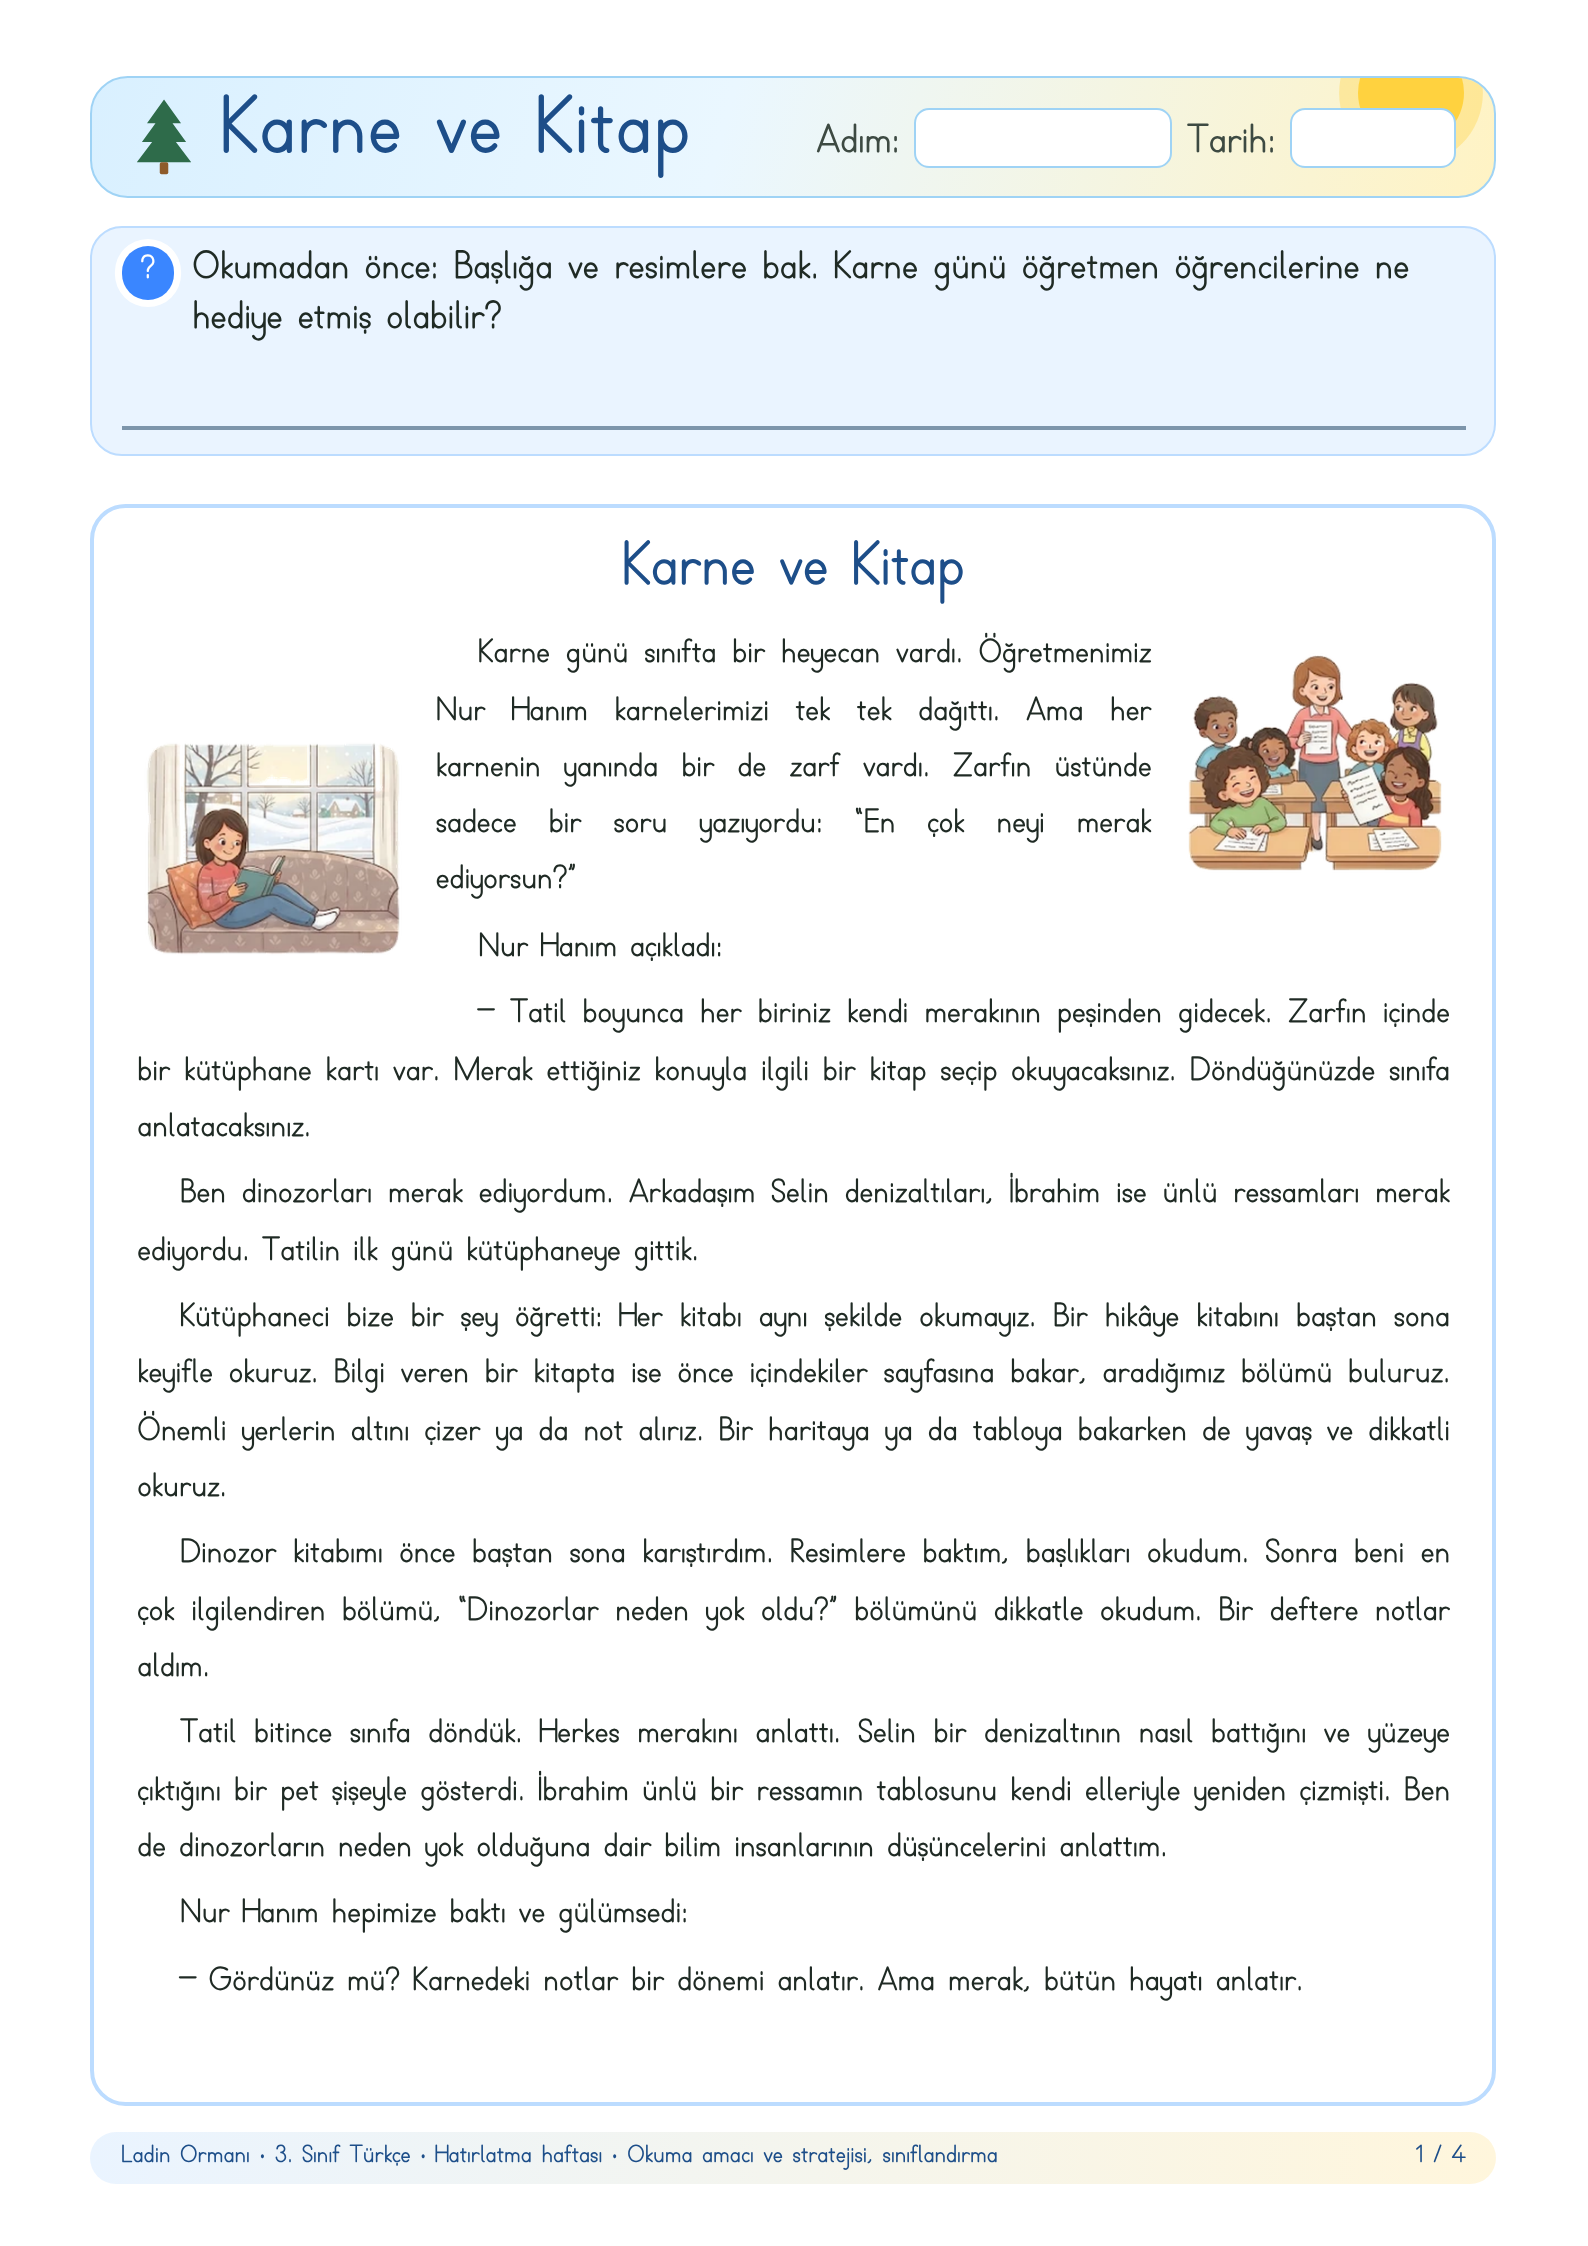 Karne ve Kitap
Adım:
Tarih:
?
Okumadan önce: Başlığa ve resimlere bak. Karne günü öğretmen öğrencilerine ne
hediye etmiş olabilir?
Karne ve Kitap
Karne günü sınıfta bir heyecan vardı. Öğretmenimiz
Nur Hanım karnelerimizi tek tek dağıttı. Ama her
karnenin yanında bir de zarf vardı. Zarfın üstünde
sadece bir soru yazıyordu: “En çok neyi merak
ediyorsun?”
Nur Hanım açıkladı:
– Tatil boyunca her biriniz kendi merakının peşinden gidecek. Zarfın içinde
bir kütüphane kartı var. Merak ettiğiniz konuyla ilgili bir kitap seçip okuyacaksınız. Döndüğünüzde sınıfa
anlatacaksınız.
Ben dinozorları merak ediyordum. Arkadaşım Selin denizaltıları, İbrahim ise ünlü ressamları merak
ediyordu. Tatilin ilk günü kütüphaneye gittik.
Kütüphaneci bize bir şey öğretti: Her kitabı aynı şekilde okumayız. Bir hikâye kitabını baştan sona
keyifle okuruz. Bilgi veren bir kitapta ise önce içindekiler sayfasına bakar, aradığımız bölümü buluruz.
Önemli yerlerin altını çizer ya da not alırız. Bir haritaya ya da tabloya bakarken de yavaş ve dikkatli
okuruz.
Dinozor kitabımı önce baştan sona karıştırdım. Resimlere baktım, başlıkları okudum. Sonra beni en
çok ilgilendiren bölümü, “Dinozorlar neden yok oldu?” bölümünü dikkatle okudum. Bir deftere notlar
aldım.
Tatil bitince sınıfa döndük. Herkes merakını anlattı. Selin bir denizaltının nasıl battığını ve yüzeye
çıktığını bir pet şişeyle gösterdi. İbrahim ünlü bir ressamın tablosunu kendi elleriyle yeniden çizmişti. Ben
de dinozorların neden yok olduğuna dair bilim insanlarının düşüncelerini anlattım.
Nur Hanım hepimize baktı ve gülümsedi:
– Gördünüz mü? Karnedeki notlar bir dönemi anlatır. Ama merak, bütün hayatı anlatır.
Ladin Ormanı • 3. Sınıf Türkçe • Hatırlatma haftası • Okuma amacı ve stratejisi, sınıflandırma
1 / 4